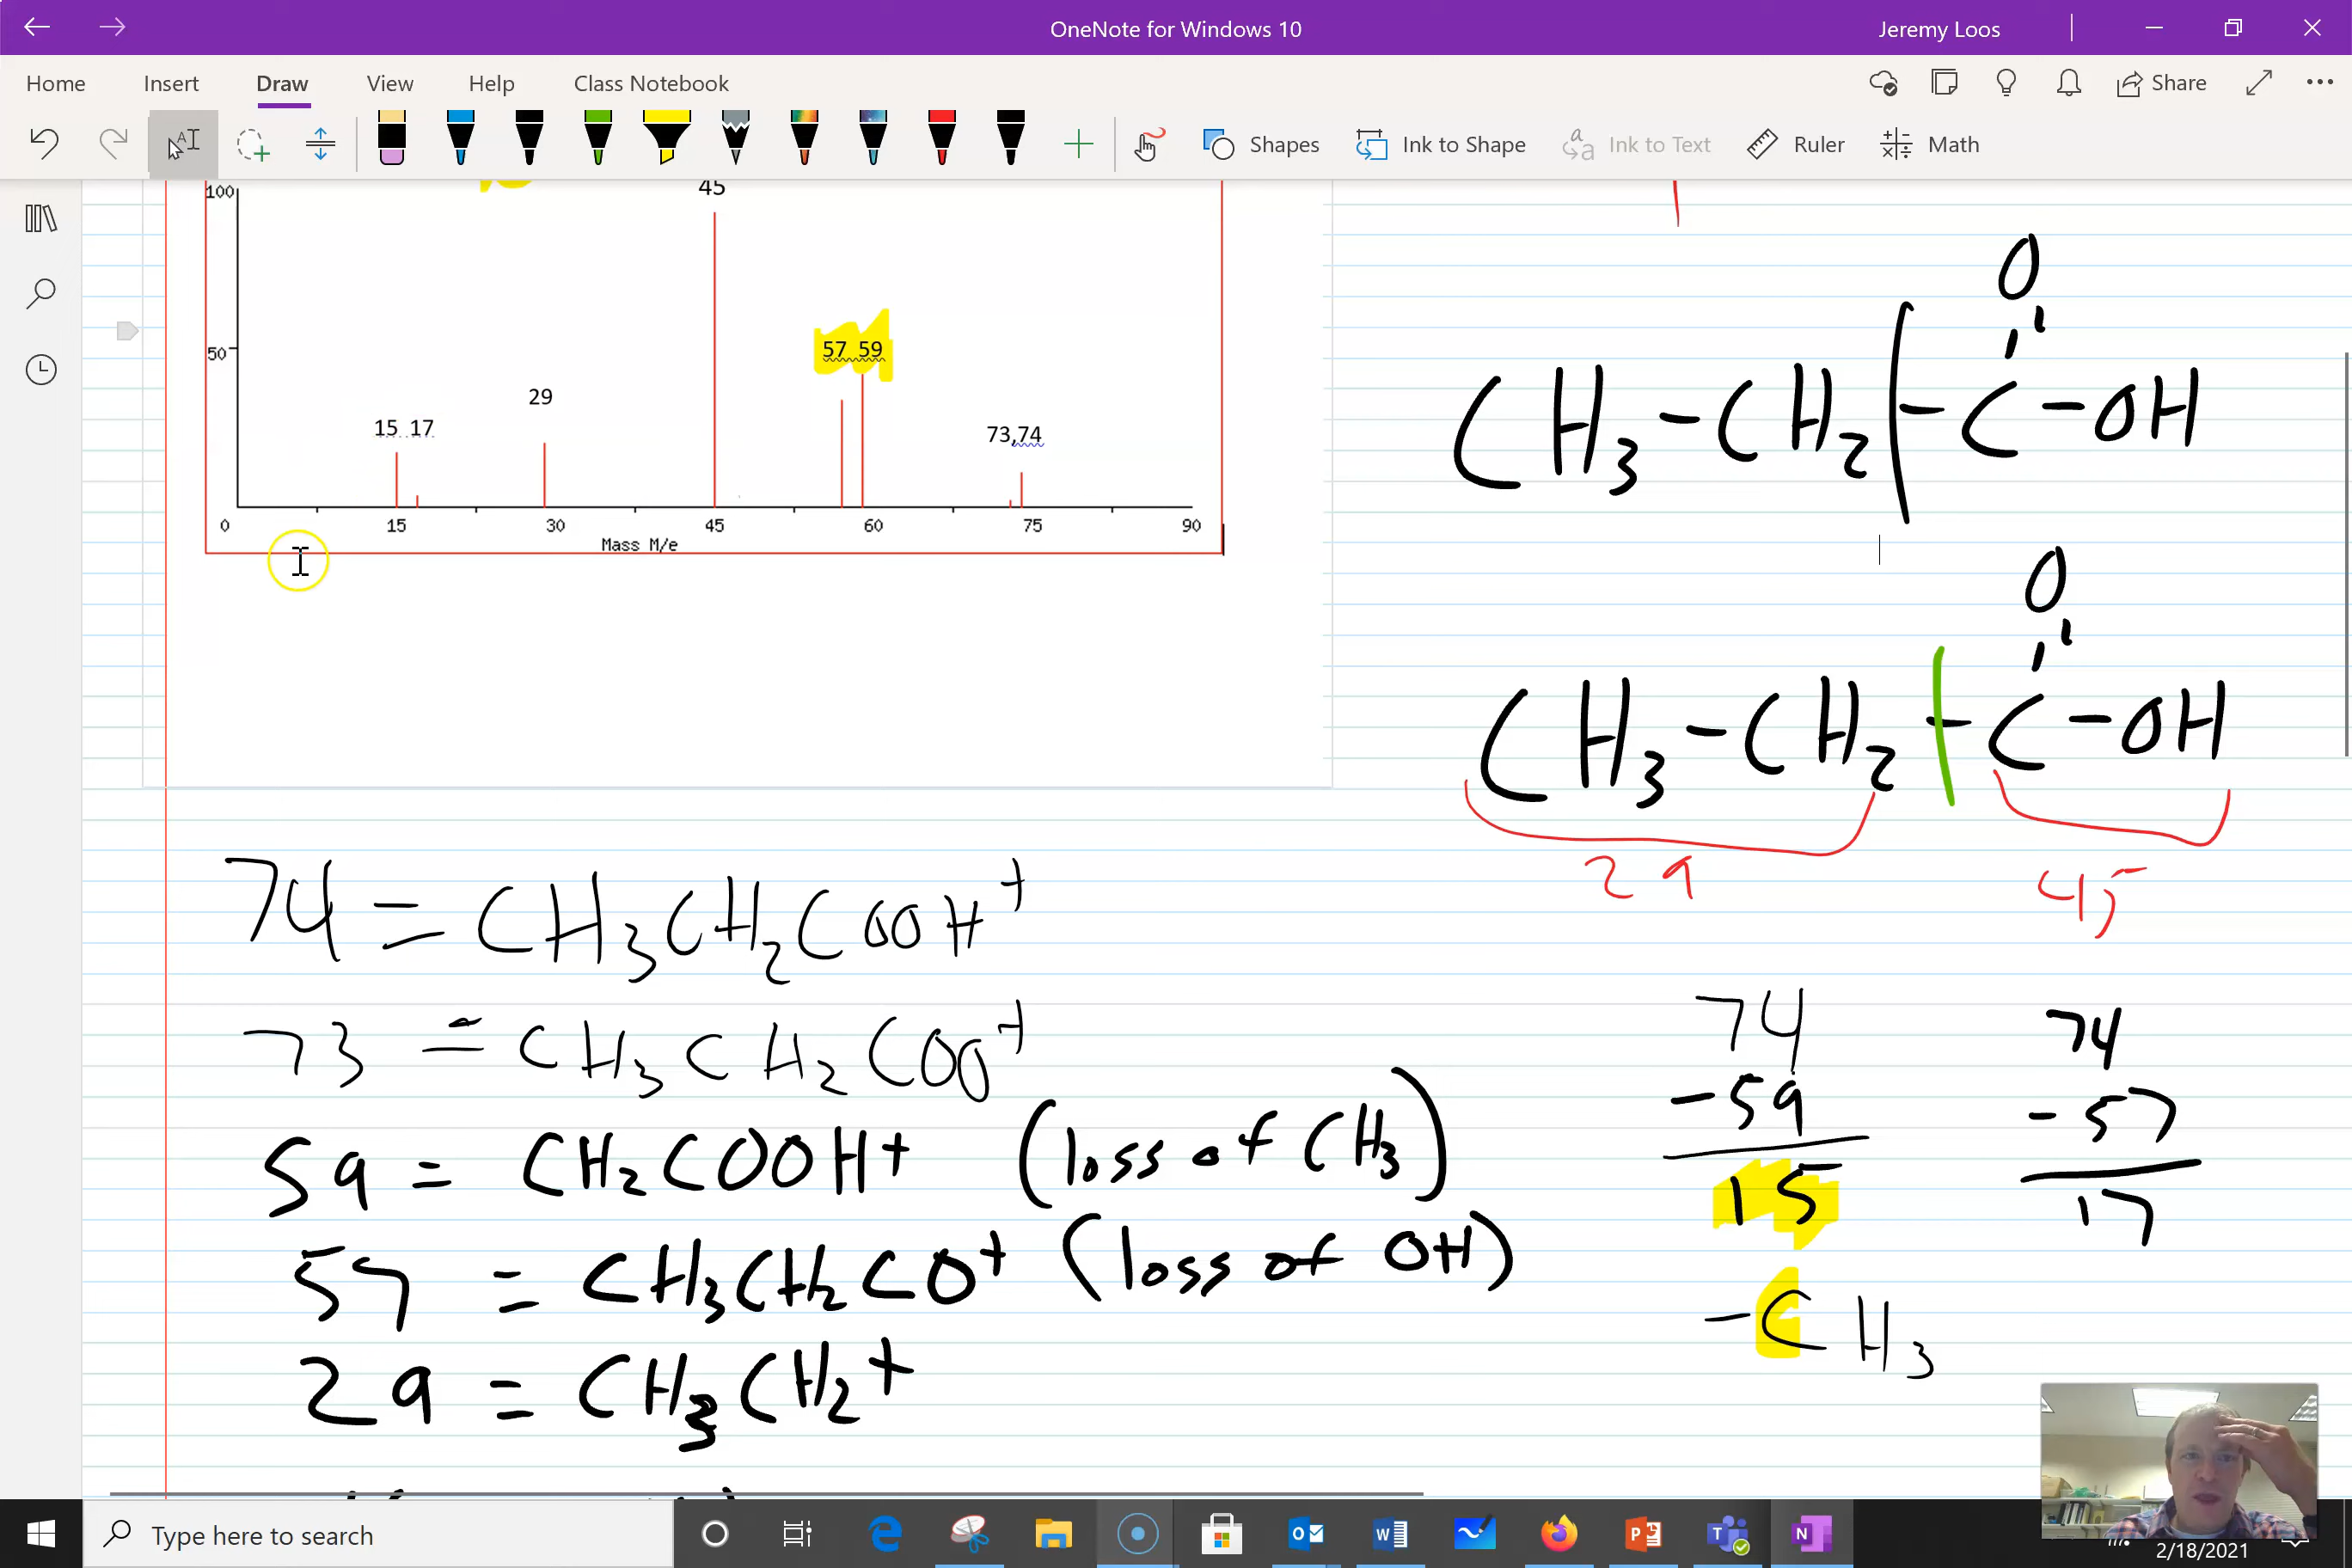 OneNote for Windows 10
Jeremy Loos
Home Insert Draw View Help Class Notebook
Share
Shapes Ink to Shape Ink to Text Ruler Math
100
45
50
57 59
29
15 17
73,74
0 15 30 45 60 75 90
Mass M/e
O
CH3-CH2-C-OH
O
CH3-CH2-C-OH
29 45
74 = CH3CH2COOH+
73 = CH3CH2COO+
59 = CH2COOH+ (loss of CH3)
57 = CH3CH2CO+ (loss of OH)
29 = CH3CH2+
74
-59
15
-CH3
74
-57
17
Type here to search
2/18/2021